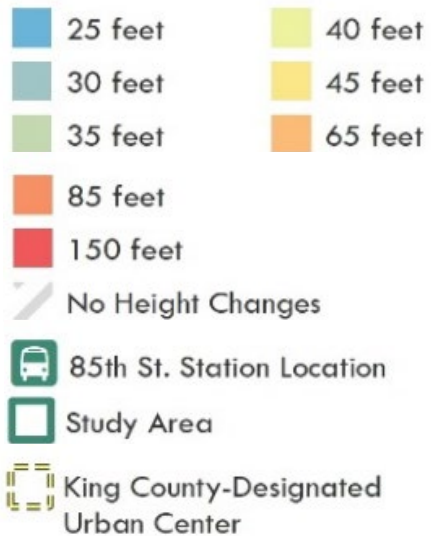 25 feet
40 feet
30 feet
45 feet
35 feet
65 feet
85 feet
150 feet
No Height Changes
85th St. Station Location
Study Area
King County-Designated
Urban Center